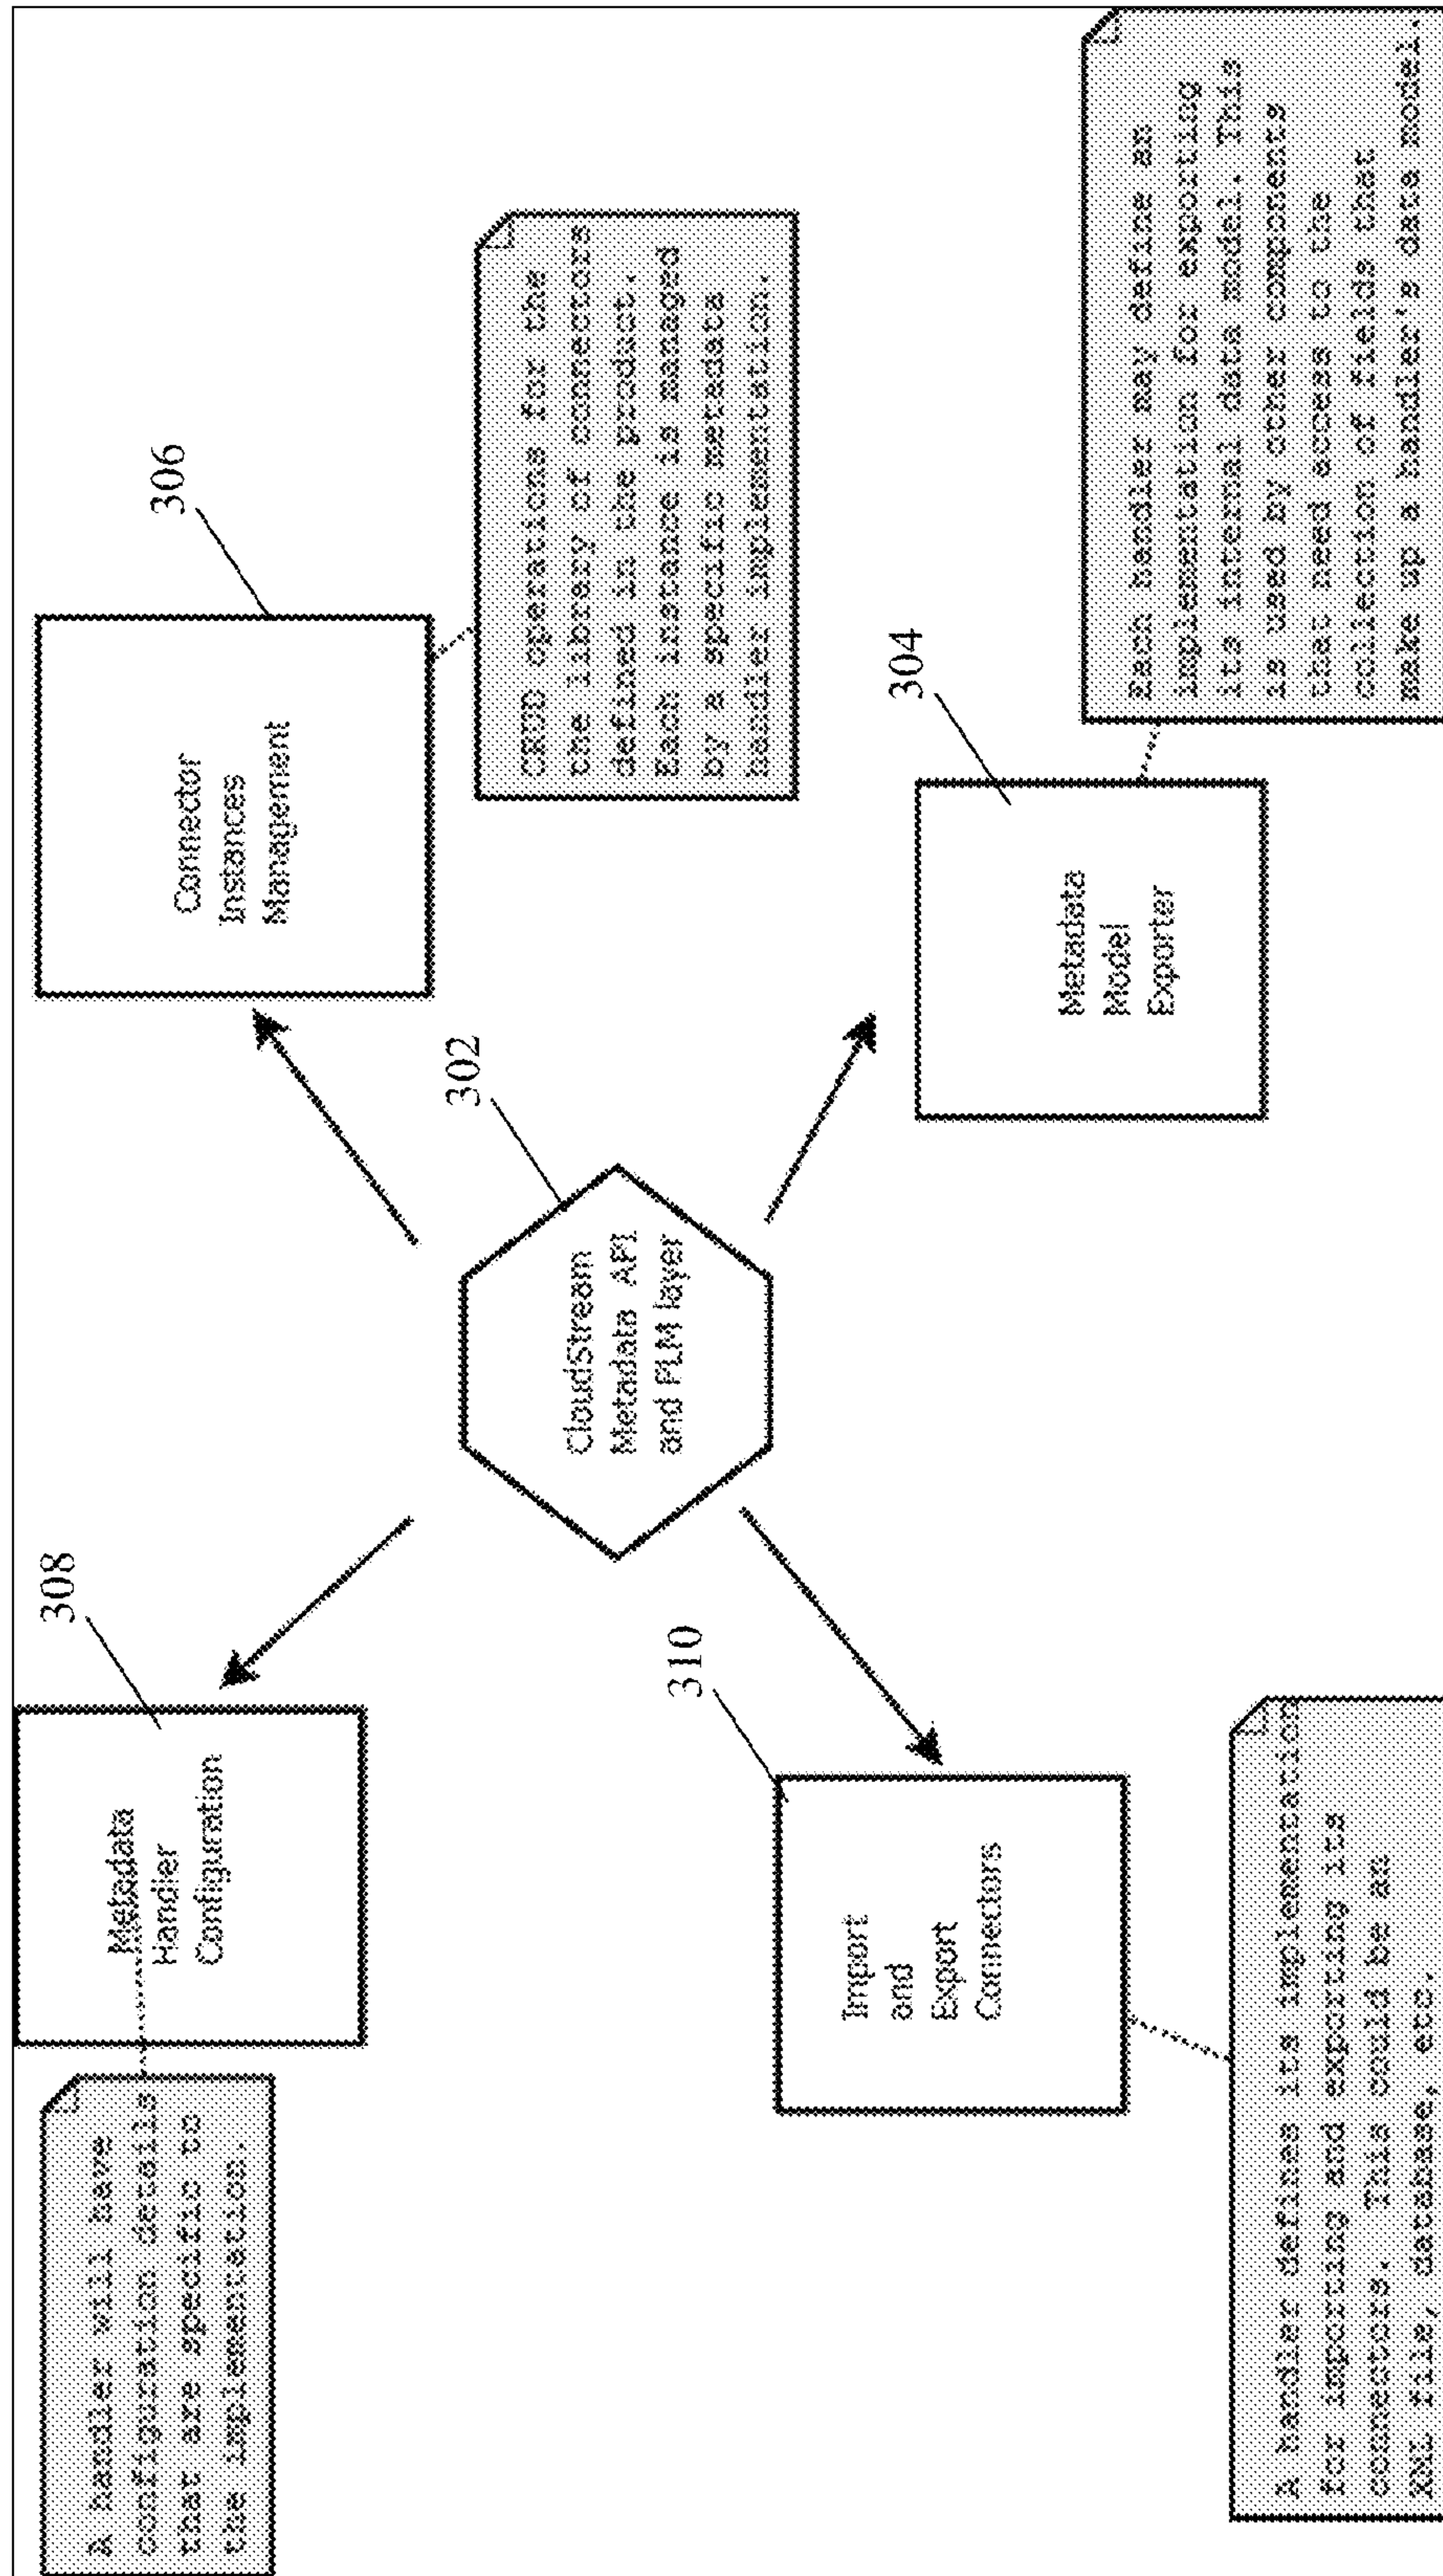 A handler will have
configuration details
that are specific to
the implementation.
308
Metadata
Handler
Configuration
306
Connector
Instances
Management
CRUD operations for the
the library of connectors
defined in the product.
Each instance is managed
by a specific metadata
handler implementation.
302
CloudStream
Metadata API
and PLM layer
310
Import
and
Export
Connectors
A handler defines its implementation
for importing and exporting its
connectors. This could be an
XML file, database, etc.
304
Metadata
Model
Exporter
Each handler may define an
implementation for exporting
its internal data model. This
is used by other components
that need access to the
collection of fields that
make up a handler's data model.